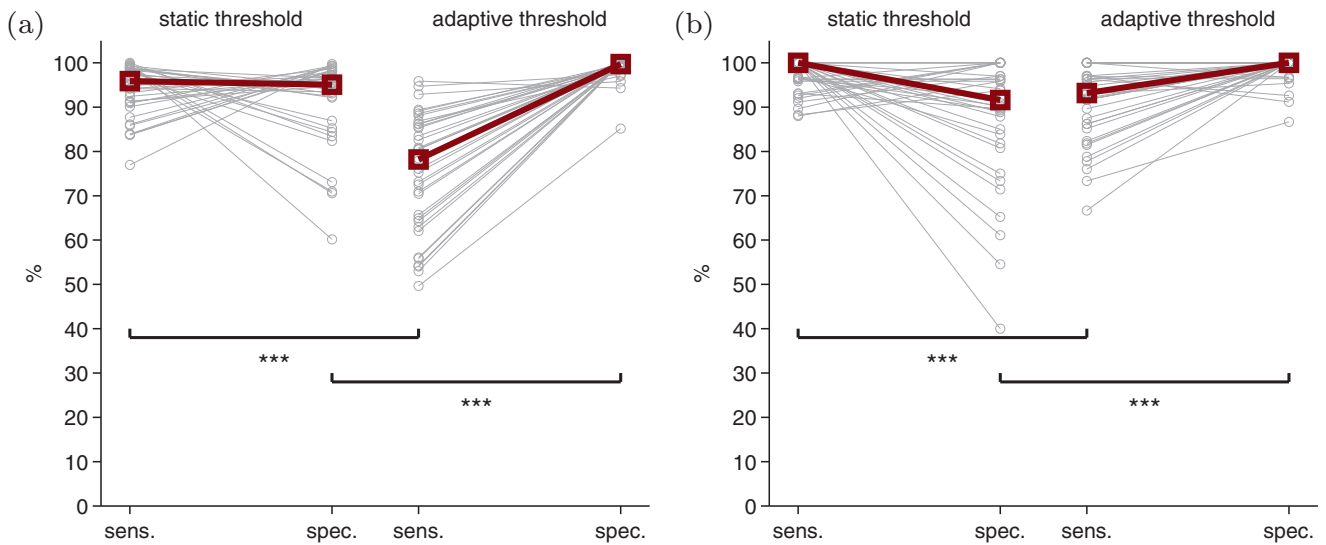 (a)
static threshold
adaptive threshold
100
90
80
70
60
50
40
30
20
10
0
%
***
***
sens.
spec.
sens.
spec.
(b)
static threshold
adaptive threshold
100
90
80
70
60
50
40
30
20
10
0
%
***
***
sens.
spec.
sens.
spec.